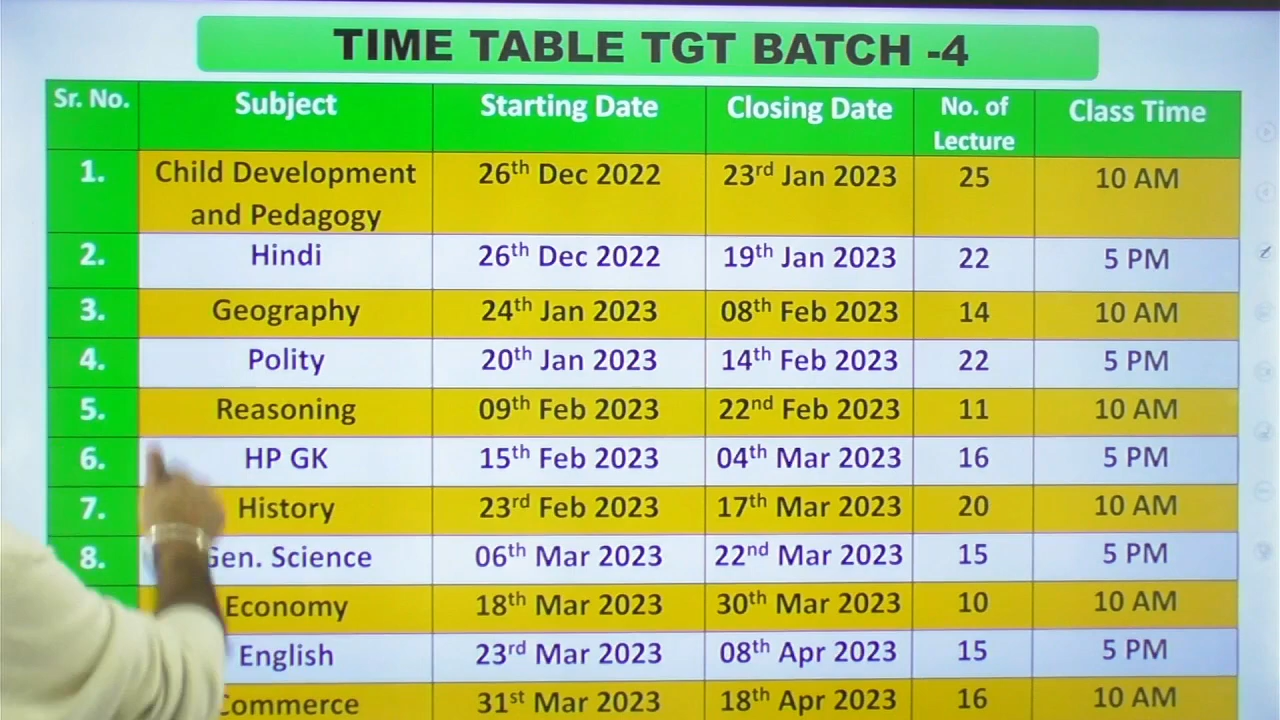 TIME TABLE TGT BATCH -4
Sr. No. Subject Starting Date Closing Date No. of Lecture Class Time
1. Child Development and Pedagogy 26th Dec 2022 23rd Jan 2023 25 10 AM
2. Hindi 26th Dec 2022 19th Jan 2023 22 5 PM
3. Geography 24th Jan 2023 08th Feb 2023 14 10 AM
4. Polity 20th Jan 2023 14th Feb 2023 22 5 PM
5. Reasoning 09th Feb 2023 22nd Feb 2023 11 10 AM
6. HP GK 15th Feb 2023 04th Mar 2023 16 5 PM
7. History 23rd Feb 2023 17th Mar 2023 20 10 AM
8. Gen. Science 06th Mar 2023 22nd Mar 2023 15 5 PM
Economy 18th Mar 2023 30th Mar 2023 10 10 AM
English 23rd Mar 2023 08th Apr 2023 15 5 PM
Commerce 31st Mar 2023 18th Apr 2023 16 10 AM